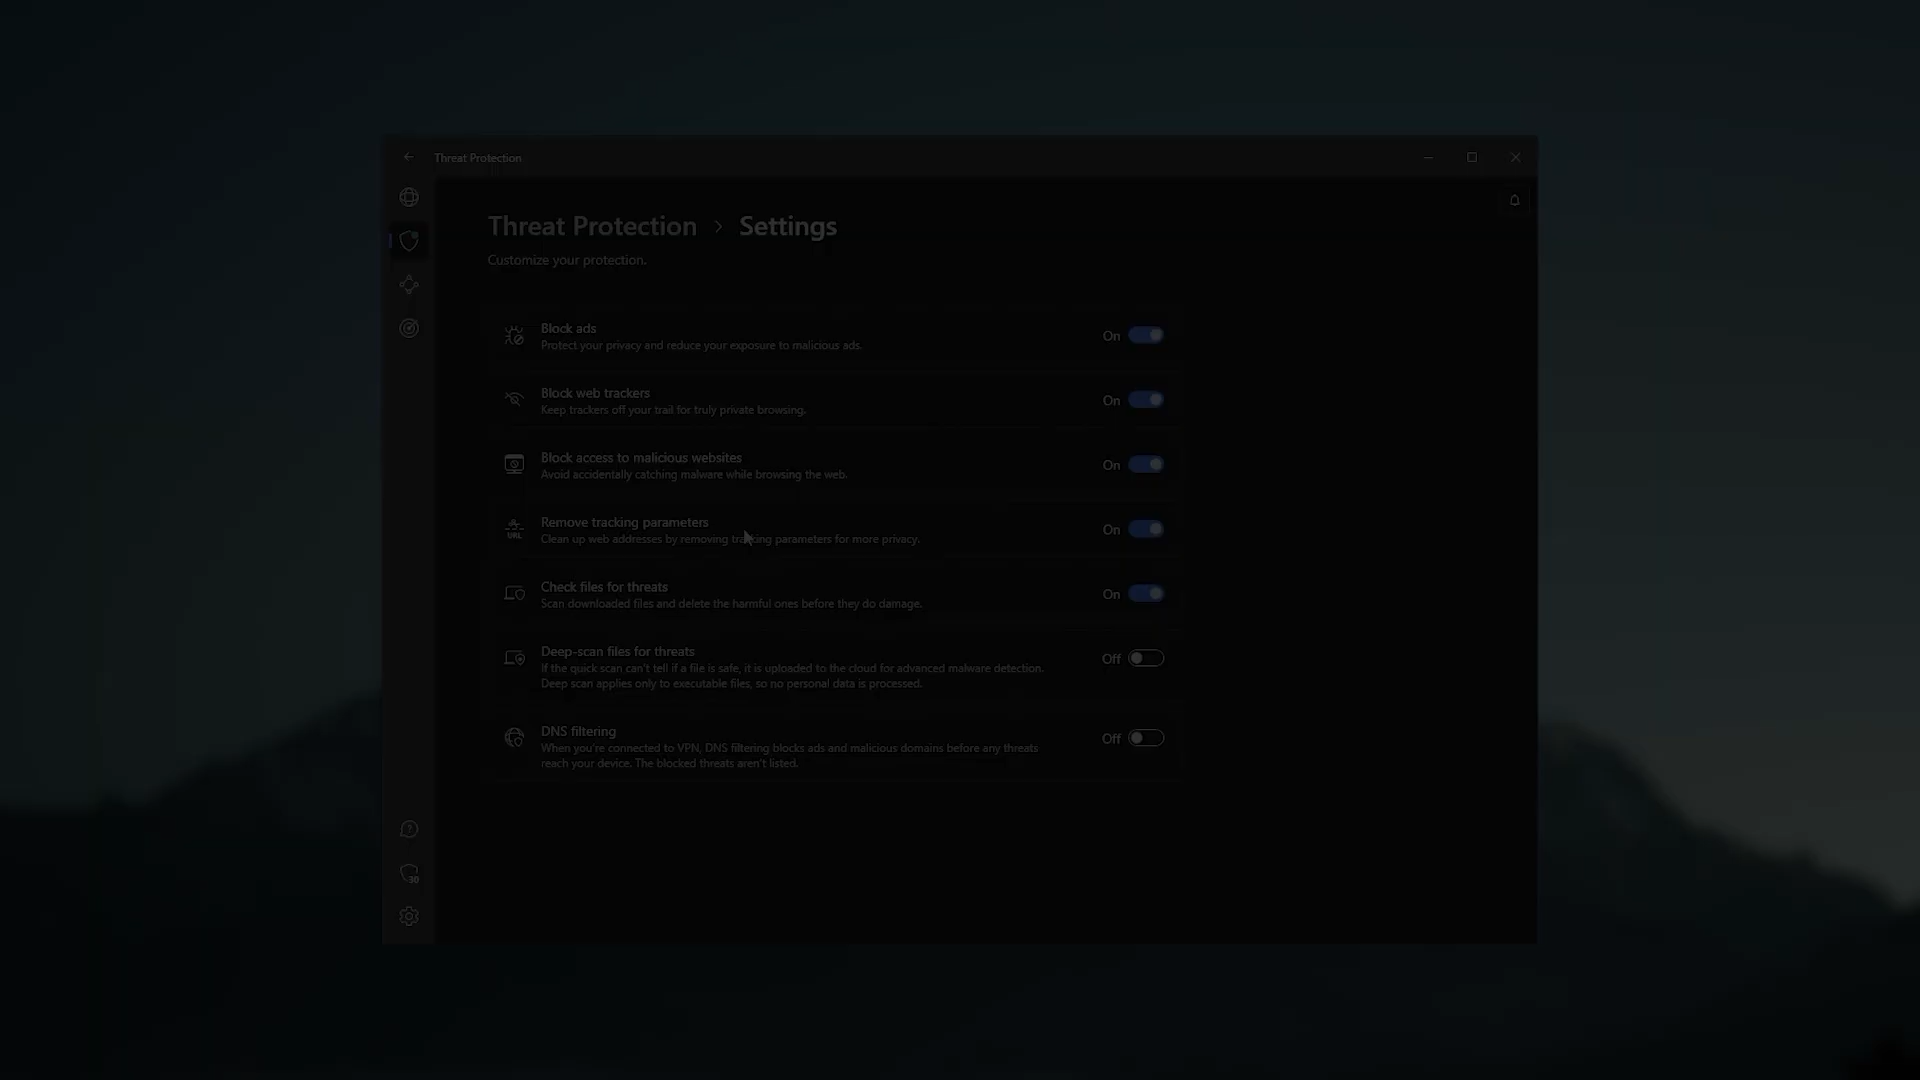 Threat Protection
Threat Protection > Settings
Customize your protection.
Block ads
Protect your privacy and reduce your exposure to malicious ads.
On
Block web trackers
Keep trackers off your trail for truly private browsing.
On
Block access to malicious websites
Avoid accidentally catching malware while browsing the web.
On
URL
Remove tracking parameters
Clean up web addresses by removing tracking parameters for more privacy.
On
Check files for threats
Scan downloaded files and delete the harmful ones before they do damage.
On
Deep-scan files for threats
If the quick scan can't tell if a file is safe, it is uploaded to the cloud for advanced malware detection.
Deep scan applies only to executable files, so no personal data is processed.
Off
DNS filtering
When you're connected to VPN, DNS filtering blocks ads and malicious domains before any threats
reach your device. The blocked threats aren't listed.
Off
30